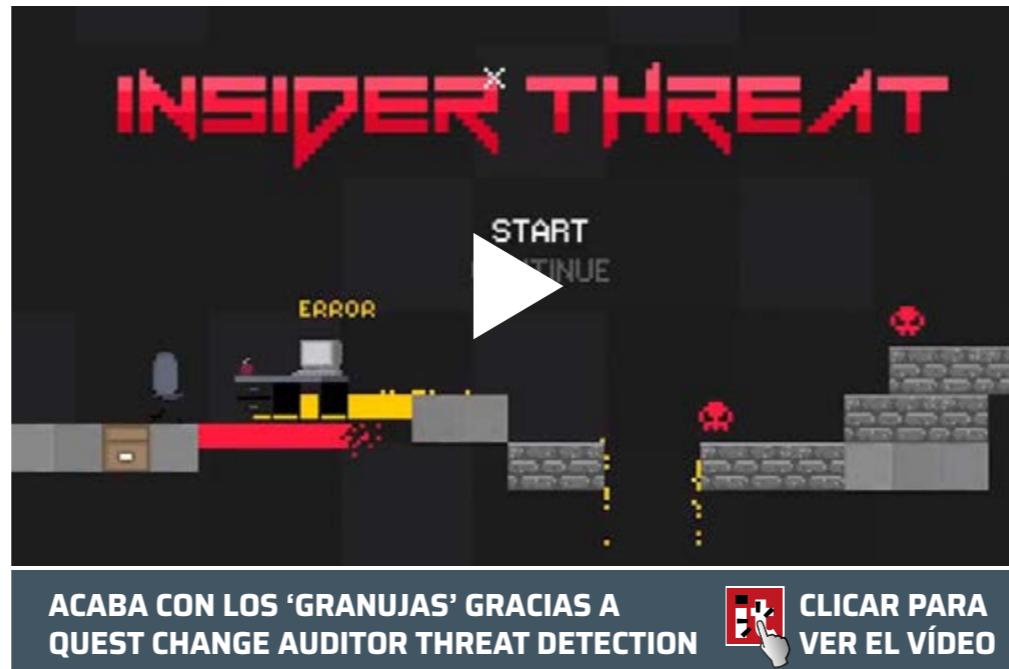 INSIDER THREAT
START
CONTINUE
ERROR
ACABA CON LOS ‘GRANUJAS’ GRACIAS A
QUEST CHANGE AUDITOR THREAT DETECTION
CLICAR PARA
VER EL VÍDEO